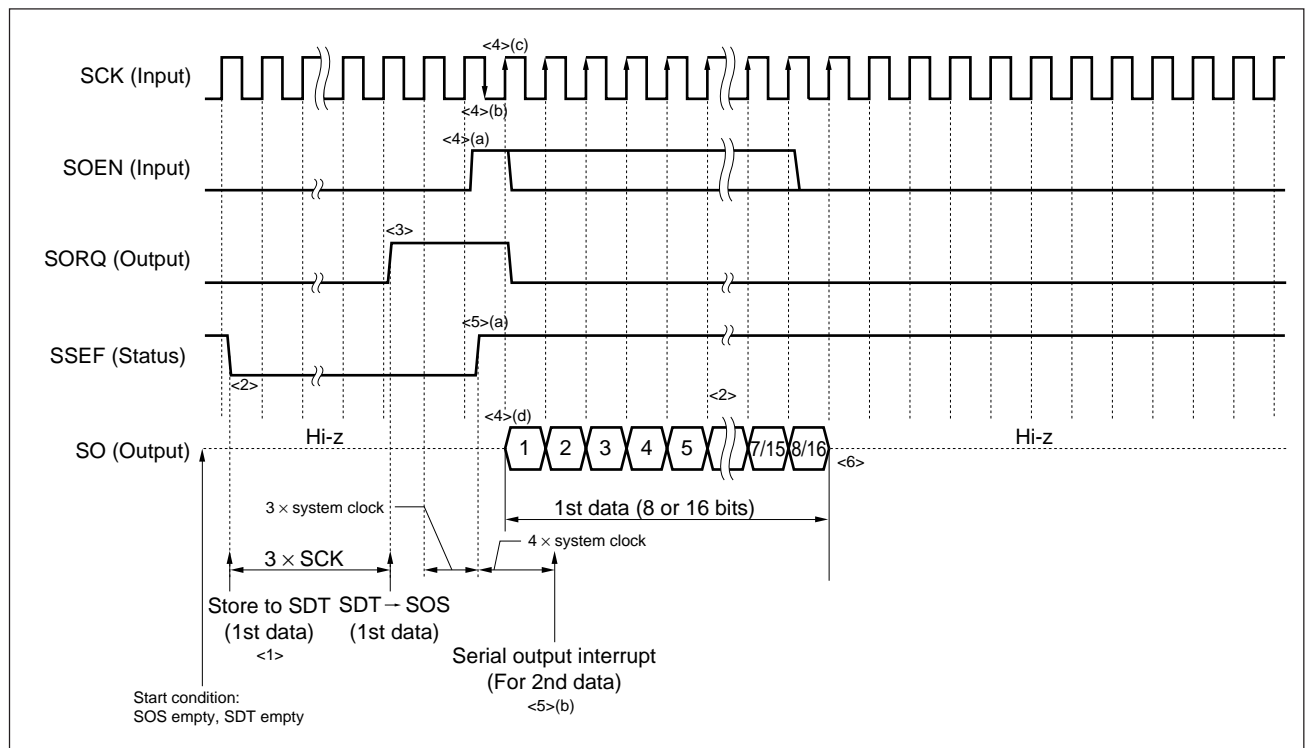 <4>(c)
SCK (Input)
<4>(b)
<4>(a)
SOEN (Input)
<3>
SORQ (Output)
<5>(a)
SSEF (Status)
<2>
<2>
<4>(d)
Hi-z
Hi-z
SO (Output)
1
2
3
4
5
7/15
8/16
<6>
3 × system clock
1st data (8 or 16 bits)
4 × system clock
3 × SCK
Store to SDT
(1st data)
<1>
SDT → SOS
(1st data)
Serial output interrupt
(For 2nd data)
<5>(b)
Start condition:
SOS empty, SDT empty